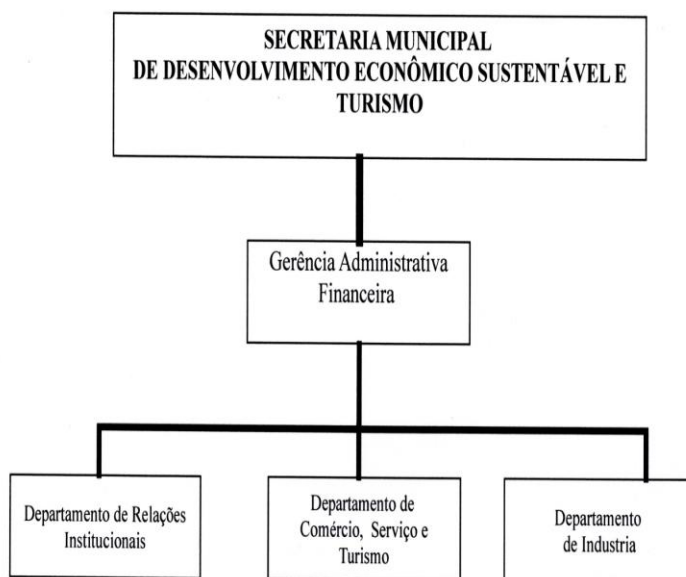 SECRETARIA MUNICIPAL
DE DESENVOLVIMENTO ECONÔMICO SUSTENTÁVEL E
TURISMO
Gerência Administrativa
Financeira
Departamento de Relações
Institucionais
Departamento de
Comércio, Serviço e
Turismo
Departamento
de Industria